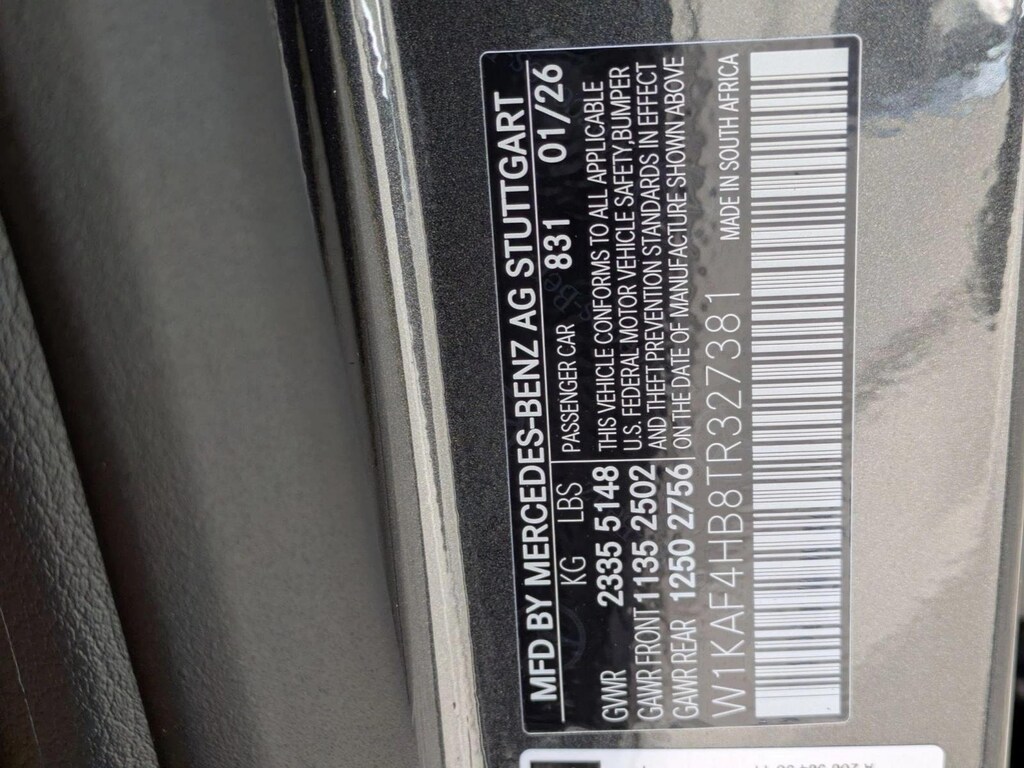 MFD BY MERCEDES-BENZ AG STUTTGART
KG LBS PASSENGER CAR 831 01/26
GWMR 2335 5148 THIS VEHICLE CONFORMS TO ALL APPLICABLE
GAWR FRONT 1135 2502 U.S. FEDERAL MOTOR VEHICLE SAFETY,BUMPER
GAWR REAR 1250 2756 AND THEFT PREVENTION STANDARDS IN EFFECT
ON THE DATE OF MANUFACTURE SHOWN ABOVE
W1KAF4HB8TR327381 MADE IN SOUTH AFRICA